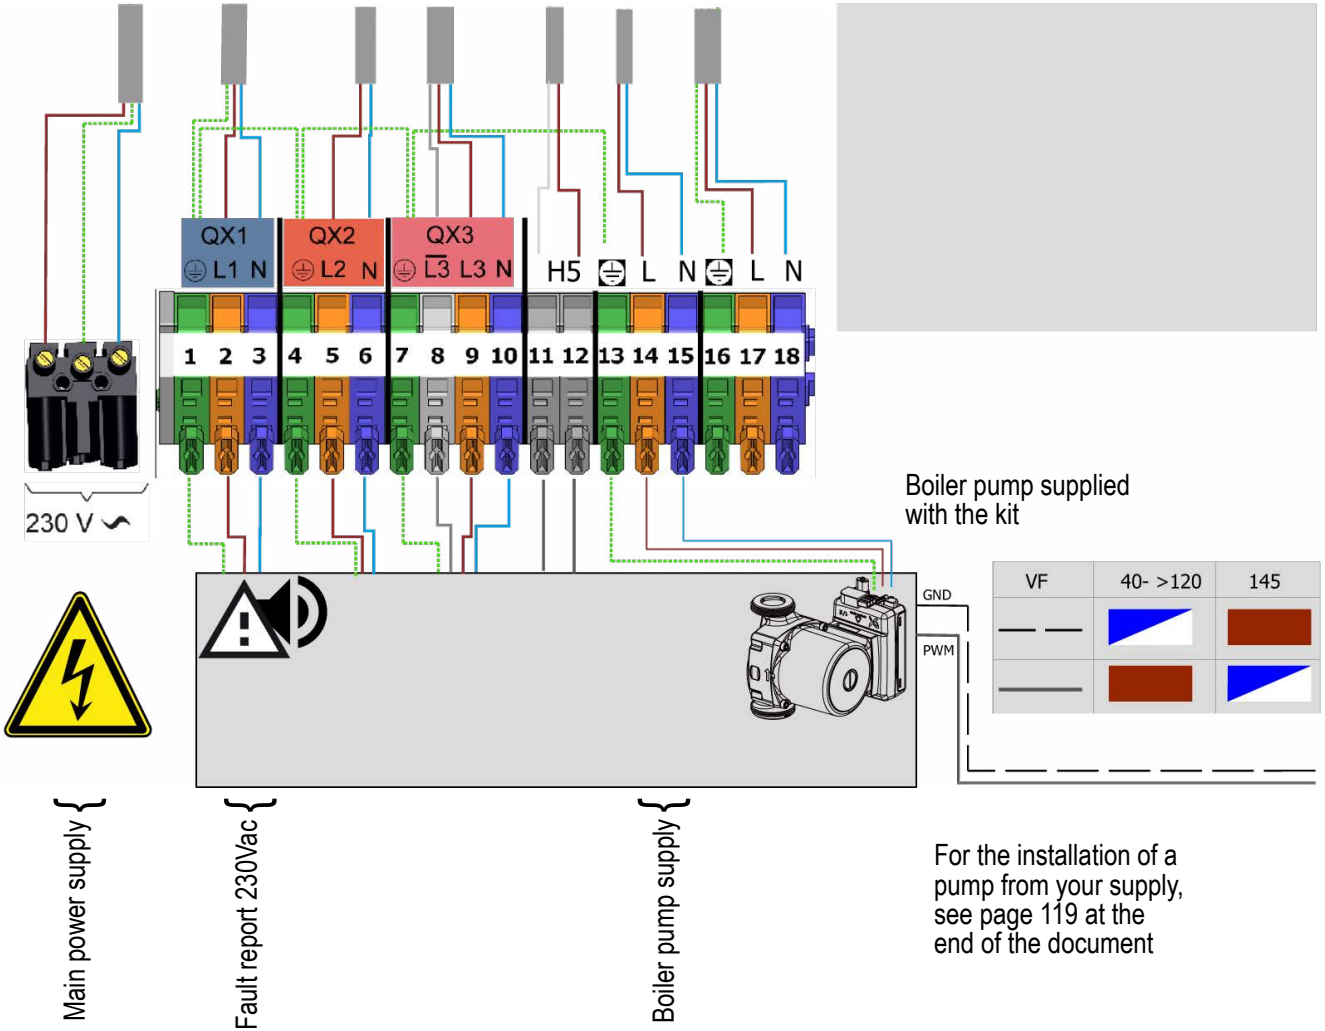 QX1
L1 N
QX2
L2 N
QX3
L3 L3 N
H5 L N L N
1 2 3 4 5 6 7 8 9 10 11 12 13 14 15 16 17 18
230 V
Boiler pump supplied
with the kit
GND
PWM
VF 40- >120 145
Main power supply
Fault report 230Vac
Boiler pump supply
For the installation of a
pump from your supply,
see page 119 at the
end of the document